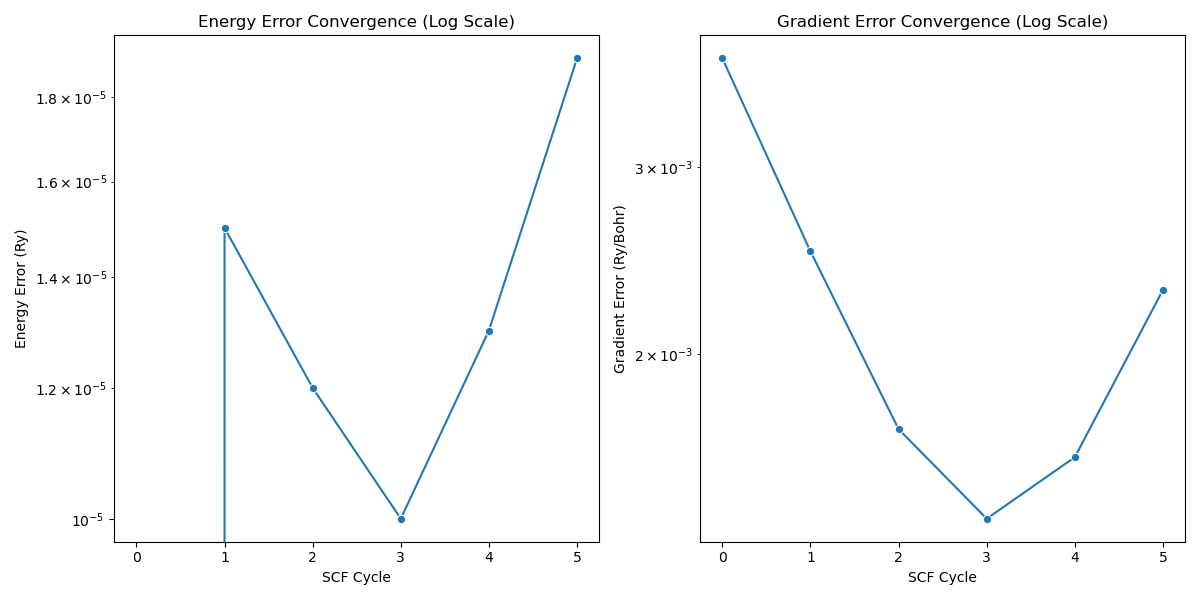 Energy Error Convergence (Log Scale)
Energy Error (Ry)
1.8 × 10⁻⁵
1.6 × 10⁻⁵
1.4 × 10⁻⁵
1.2 × 10⁻⁵
10⁻⁵
0 1 2 3 4 5
SCF Cycle
Gradient Error Convergence (Log Scale)
Gradient Error (Ry/Bohr)
3 × 10⁻³
2 × 10⁻³
0 1 2 3 4 5
SCF Cycle